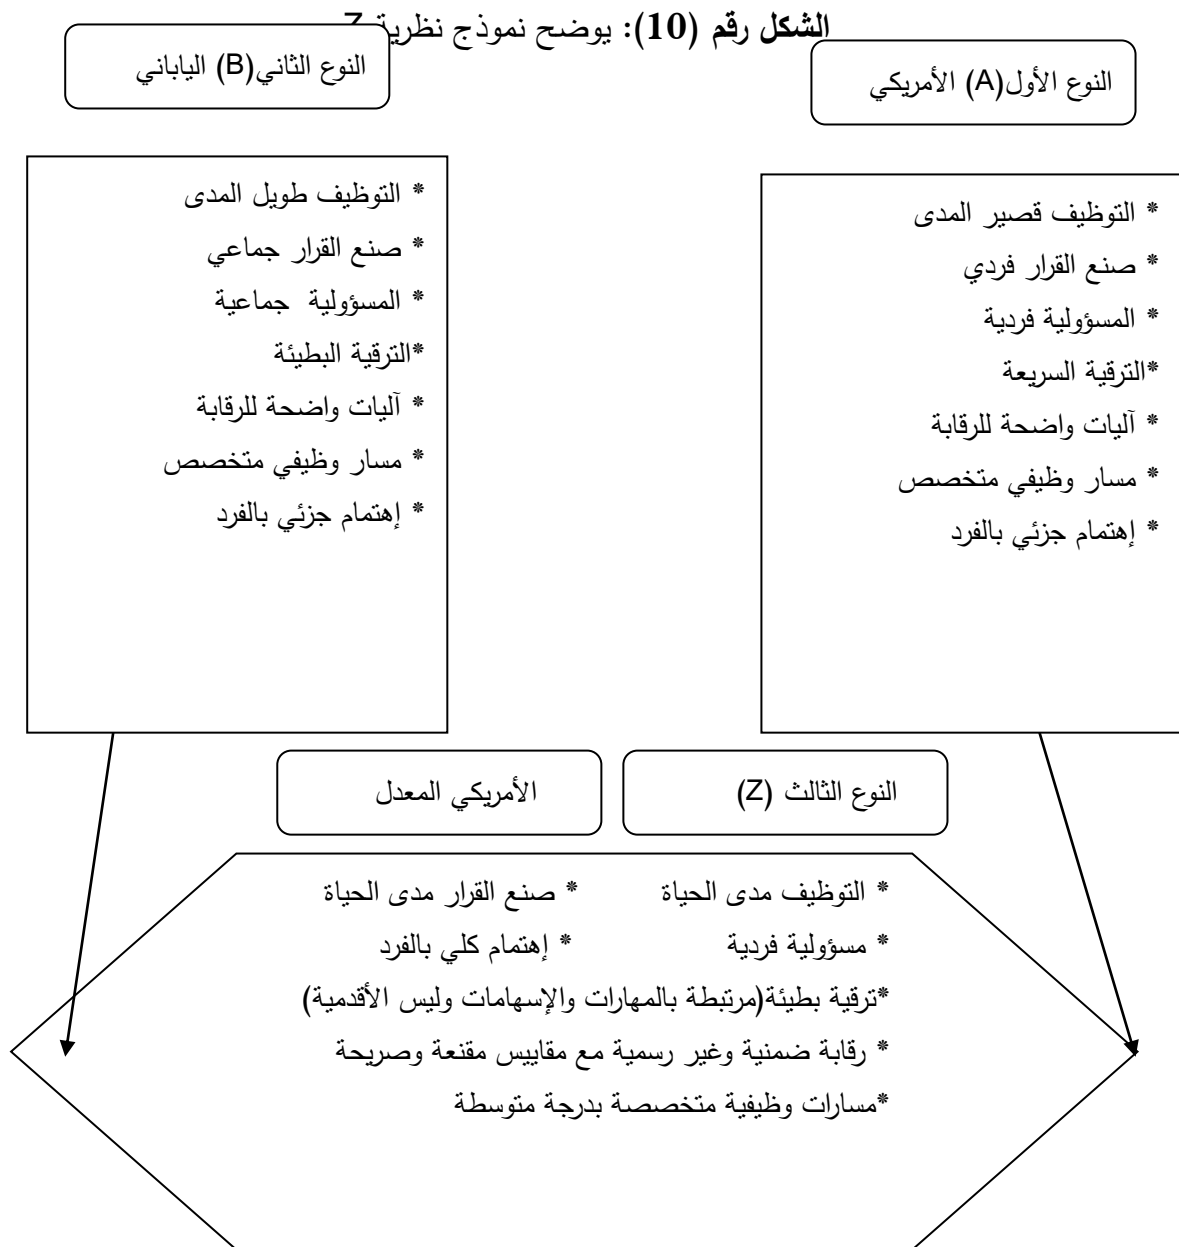 الشكل رقم (10): يوضح نموذج نظرية Z
النوع الأول(A) الأمريكي
النوع الثاني(B) الياباني
* التوظيف قصير المدى
* صنع القرار فردي
* المسؤولية فردية
*الترقية السريعة
* آليات واضحة للرقابة
* مسار وظيفي متخصص
* إهتمام جزئي بالفرد
* التوظيف طويل المدى
* صنع القرار جماعي
* المسؤولية جماعية
*الترقية البطيئة
* آليات واضحة للرقابة
* مسار وظيفي متخصص
* إهتمام جزئي بالفرد
النوع الثالث (Z)
الأمريكي المعدل
* التوظيف مدى الحياة * صنع القرار مدى الحياة
* مسؤولية فردية * إهتمام كلي بالفرد
*ترقية بطيئة(مرتبطة بالمهارات والإسهامات وليس الأقدمية)
* رقابة ضمنية وغير رسمية مع مقاييس مقنعة وصريحة
*مسارات وظيفية متخصصة بدرجة متوسطة